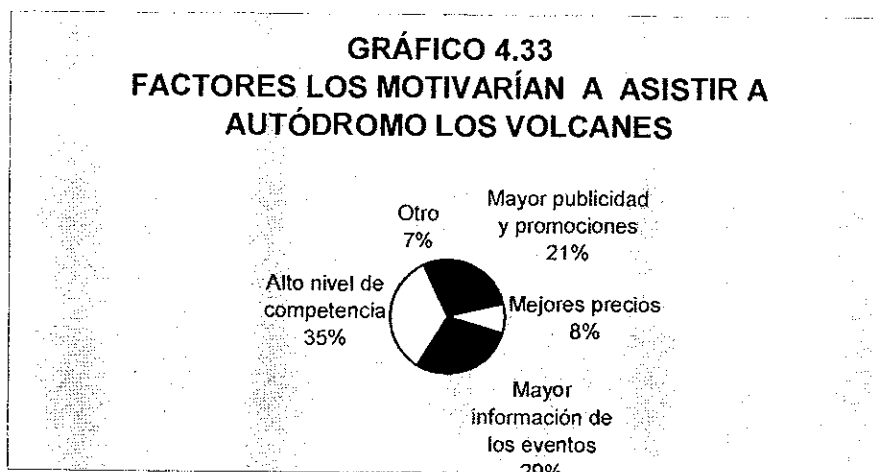 GRÁFICO 4.33
FACTORES LOS MOTIVARÍAN A ASISTIR A
AUTÓDROMO LOS VOLCANES
Otro
7%
Mayor publicidad
y promociones
21%
Alto nivel de
competencia
35%
Mejores precios
8%
Mayor
información de
los eventos
29%